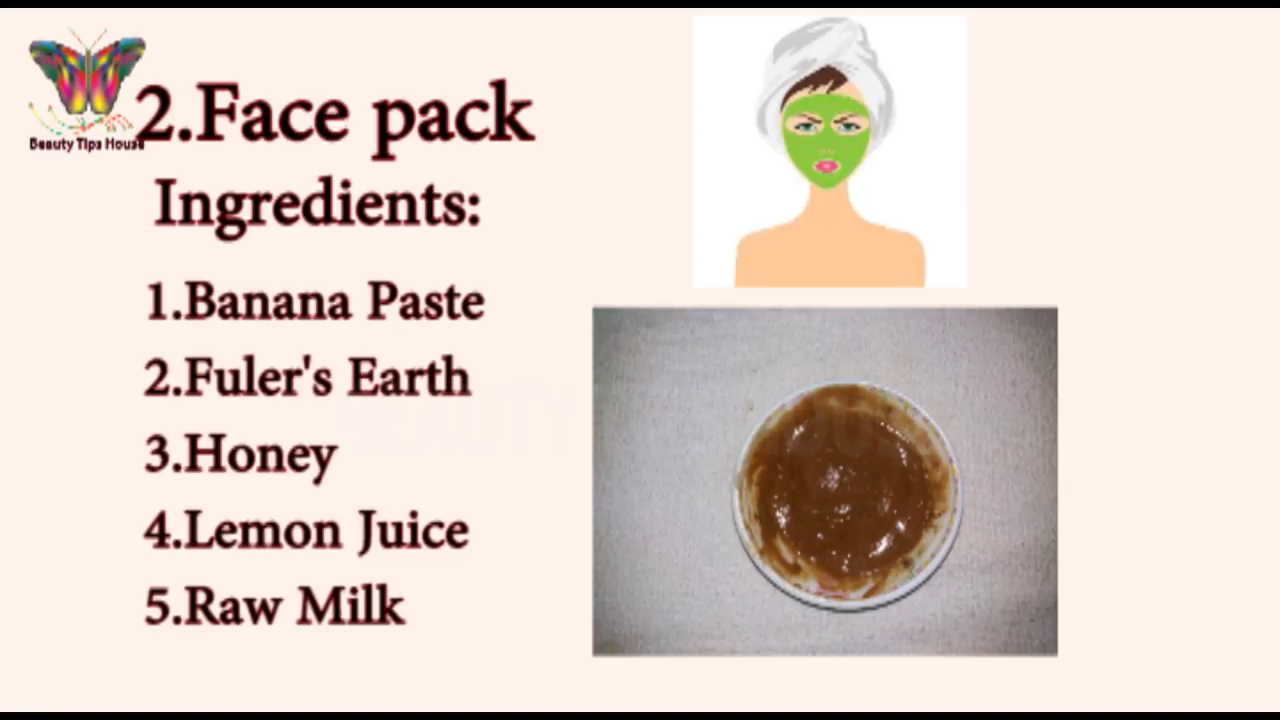 2.Face pack
Beauty Tips House
Ingredients:
1.Banana Paste
2.Fuler's Earth
3.Honey
4.Lemon Juice
5.Raw Milk